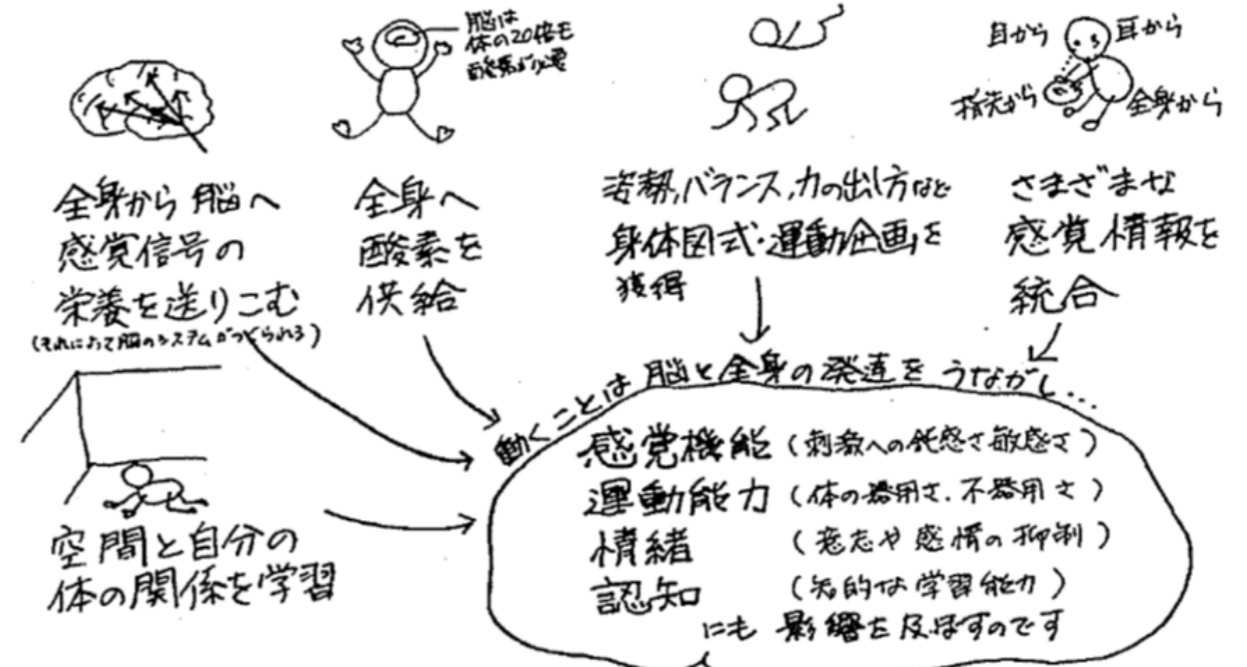 脳は
体の20倍も
酸素が必要
目から
耳から
指先から
全身から
全身から脳へ
感覚信号の
栄養を送りこむ
(それによって脳のシステムがつくられる)
全身へ
酸素を
供給
姿勢,バランス,力の出し方など
身体図式・運動企画を
獲得
さまざまな
感覚情報を
統合
空間と自分の
体の関係を学習
働くことは脳と全身の発達をうながし…
感覚機能(刺激への鈍感さ敏感さ)
運動能力(体の器用さ、不器用さ)
情緒(意志や感情の抑制)
認知(知的な学習能力)
にも影響を及ぼすのです